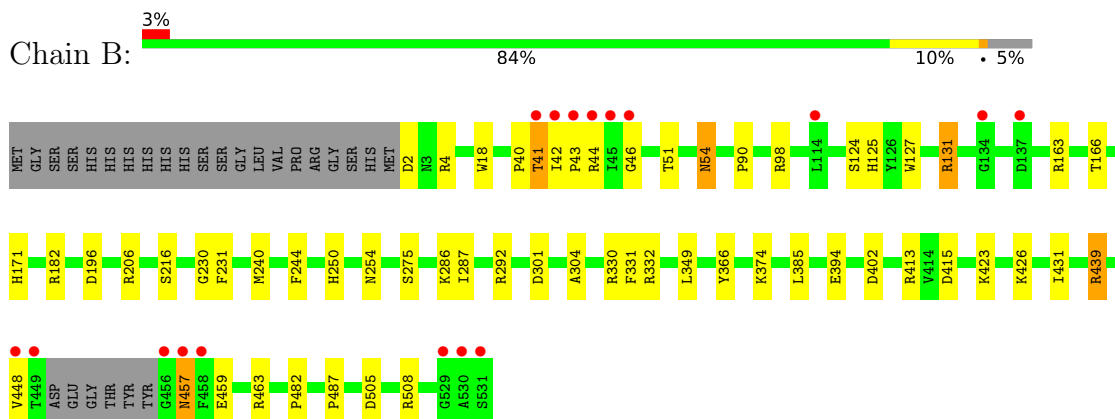 3%
Chain B:
84% 10% • 5%
MET GLY SER SER HIS HIS HIS HIS HIS HIS SER SER GLY LEU VAL PRO ARG GLY SER HIS MET D2 N3 R4 W18 P40 T41 I42 P43 R44 I45 G46 T51 N54 P90 R98 L114 S124 H125 Y126 W127 R131 G134 D137 R163 T166
H171 R182 D196 R206 S216 G230 F231 M240 F244 H250 N254 S275 K286 I287 R292 D301 A304 R330 F331 R332 L349 Y366 K374 L385 E394 D402 R413 V414 D415 K423 K426 I431 R439
V448 T449 ASP GLU GLY THR TYR TYR G456 N457 F458 E459 R463 P482 P487 D505 R508 G529 A530 S531